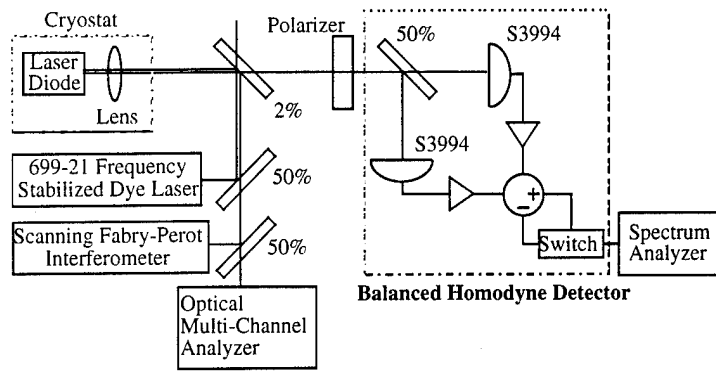 Cryostat
Laser
Diode
Lens
2%
Polarizer
50%
S3994
S3994
+
−
Switch
Spectrum
Analyzer
Balanced Homodyne Detector
699-21 Frequency
Stabilized Dye Laser
50%
Scanning Fabry-Perot
Interferometer
50%
Optical
Multi-Channel
Analyzer